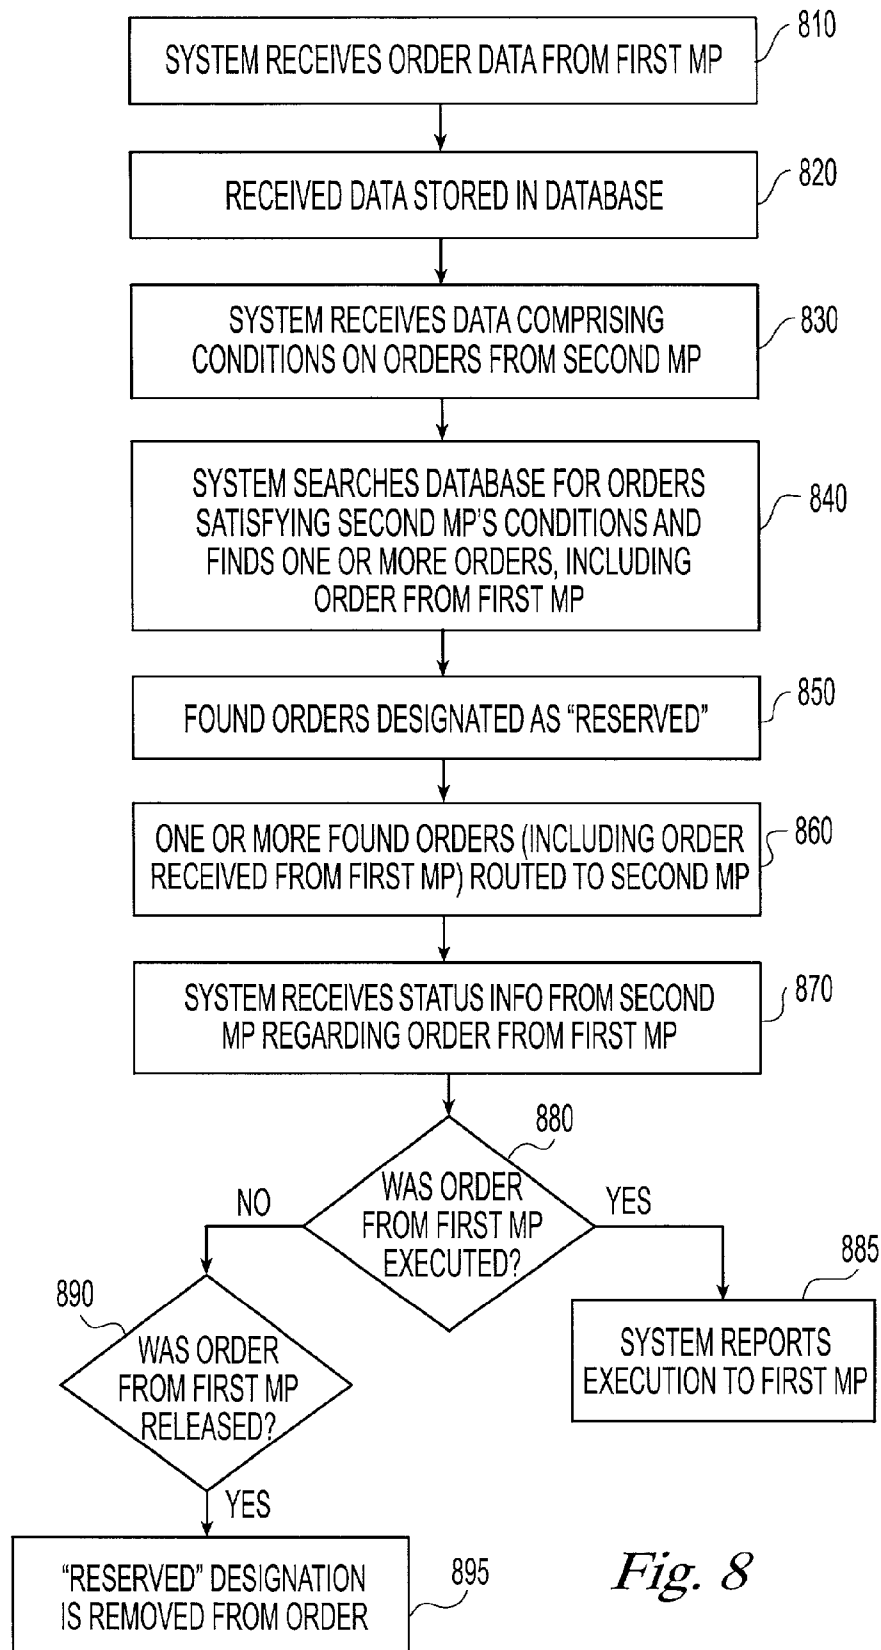 810
SYSTEM RECEIVES ORDER DATA FROM FIRST MP
820
RECEIVED DATA STORED IN DATABASE
830
SYSTEM RECEIVES DATA COMPRISING
CONDITIONS ON ORDERS FROM SECOND MP
840
SYSTEM SEARCHES DATABASE FOR ORDERS
SATISFYING SECOND MP'S CONDITIONS AND
FINDS ONE OR MORE ORDERS, INCLUDING
ORDER FROM FIRST MP
850
FOUND ORDERS DESIGNATED AS “RESERVED”
860
ONE OR MORE FOUND ORDERS (INCLUDING ORDER
RECEIVED FROM FIRST MP) ROUTED TO SECOND MP
870
SYSTEM RECEIVES STATUS INFO FROM SECOND
MP REGARDING ORDER FROM FIRST MP
880
WAS ORDER
FROM FIRST MP
EXECUTED?
NO
YES
885
SYSTEM REPORTS
EXECUTION TO FIRST MP
890
WAS ORDER
FROM FIRST MP
RELEASED?
YES
895
“RESERVED” DESIGNATION
IS REMOVED FROM ORDER
Fig. 8